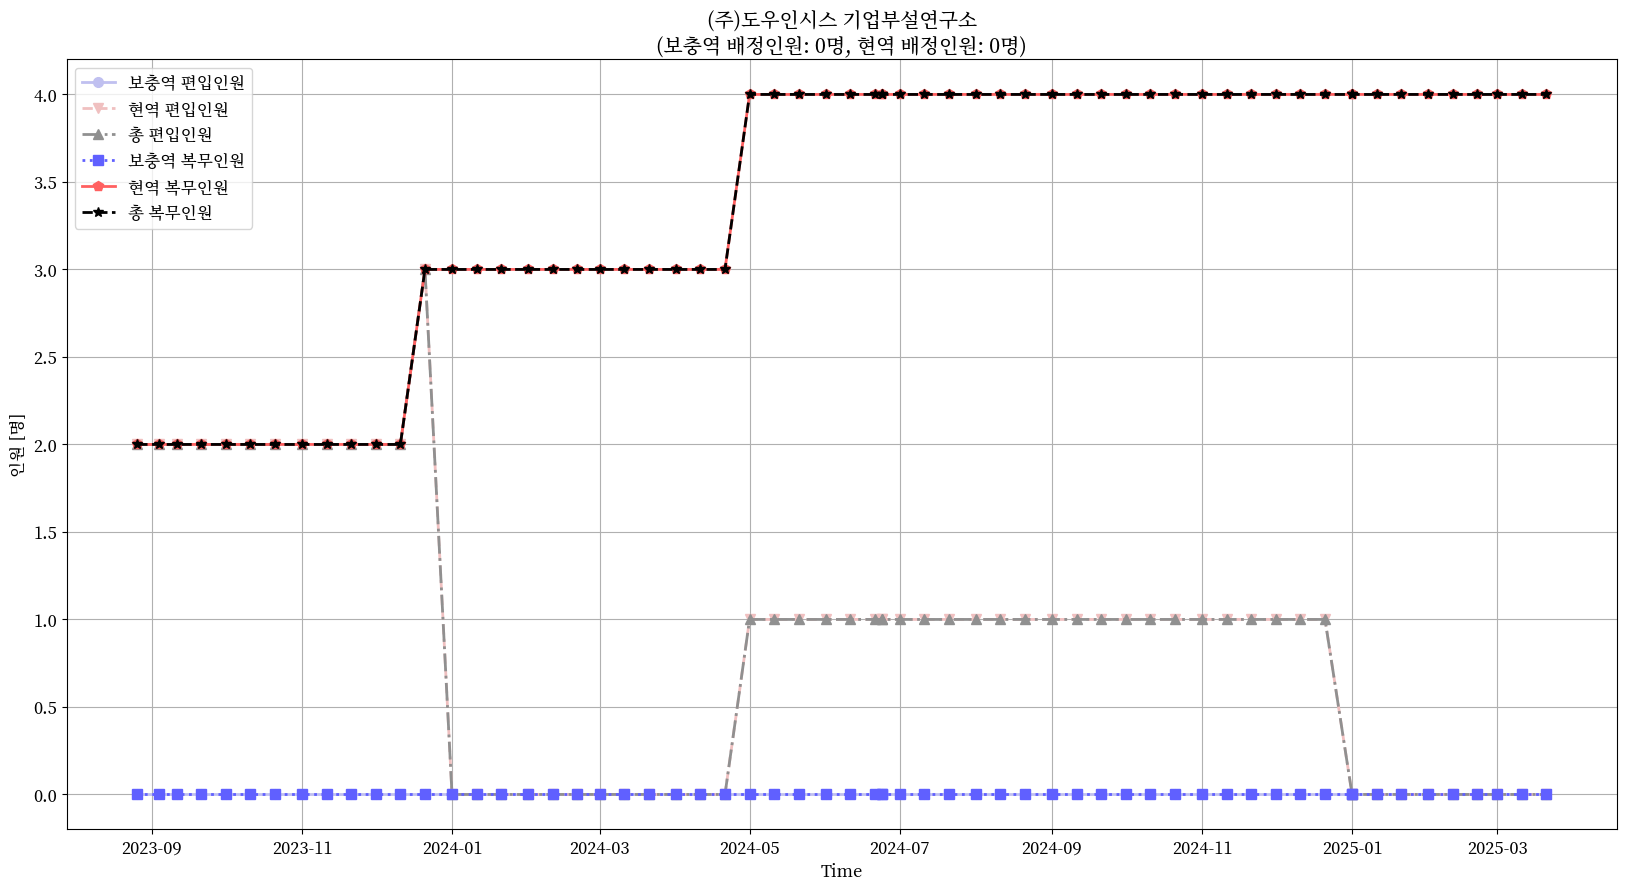 (주)도우인시스 기업부설연구소
(보충역 배정인원: 0명, 현역 배정인원: 0명)
보충역 편입인원
현역 편입인원
총 편입인원
보충역 복무인원
현역 복무인원
총 복무인원
4.0
3.5
3.0
2.5
2.0
1.5
1.0
0.5
0.0
인원 [명]
2023-09 2023-11 2024-01 2024-03 2024-05 2024-07 2024-09 2024-11 2025-01 2025-03
Time